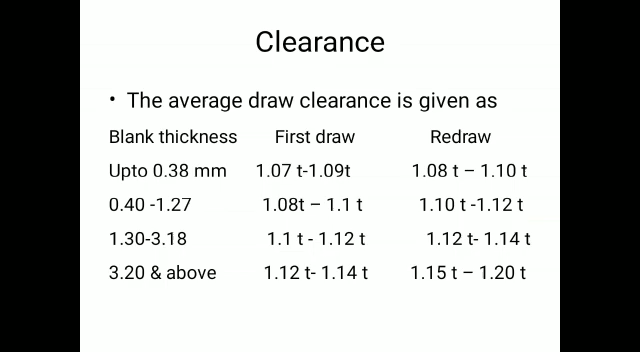 Clearance
• The average draw clearance is given as
Blank thickness First draw Redraw
Upto 0.38 mm 1.07 t-1.09t 1.08 t – 1.10 t
0.40 -1.27 1.08t – 1.1 t 1.10 t -1.12 t
1.30-3.18 1.1 t - 1.12 t 1.12 t- 1.14 t
3.20 & above 1.12 t- 1.14 t 1.15 t – 1.20 t